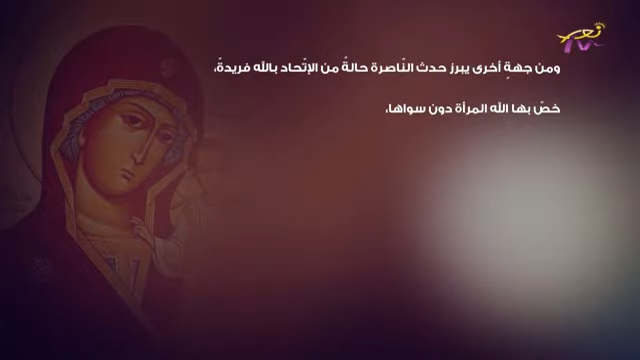 ومن جهةٍ أخرى يبرز حدث النّاصرة حالةً من الإتّحاد بالله فريدةً،
خصّ بها الله المرأة دون سواها،